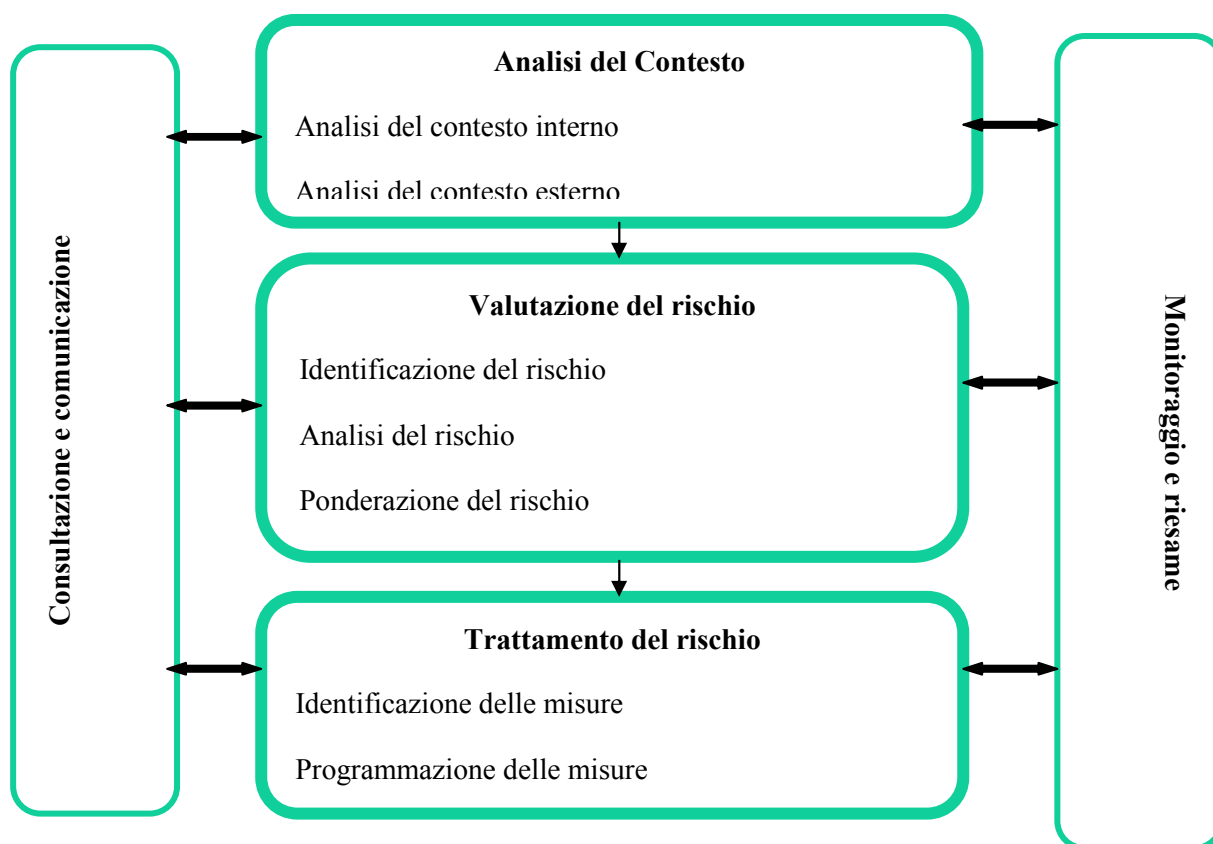 Consultazione e comunicazione
Analisi del Contesto
Analisi del contesto interno
Analisi del contesto esterno
Valutazione del rischio
Identificazione del rischio
Analisi del rischio
Ponderazione del rischio
Trattamento del rischio
Identificazione delle misure
Programmazione delle misure
Monitoraggio e riesame